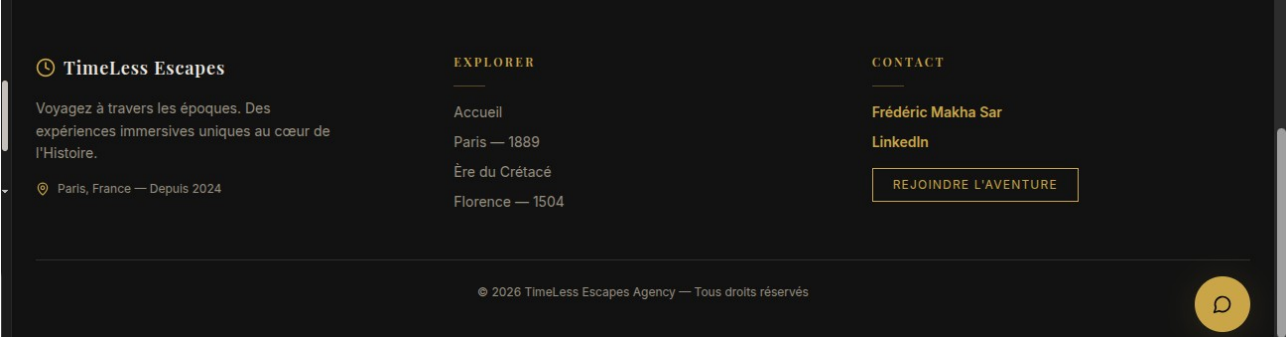 TimeLess Escapes
Voyagez à travers les époques. Des
expériences immersives uniques au cœur de
l'Histoire.
Paris, France — Depuis 2024
EXPLORER
Accueil
Paris — 1889
Ère du Crétacé
Florence — 1504
CONTACT
Frédéric Makha Sar
LinkedIn
REJOINDRE L'AVENTURE
© 2026 TimeLess Escapes Agency — Tous droits réservés